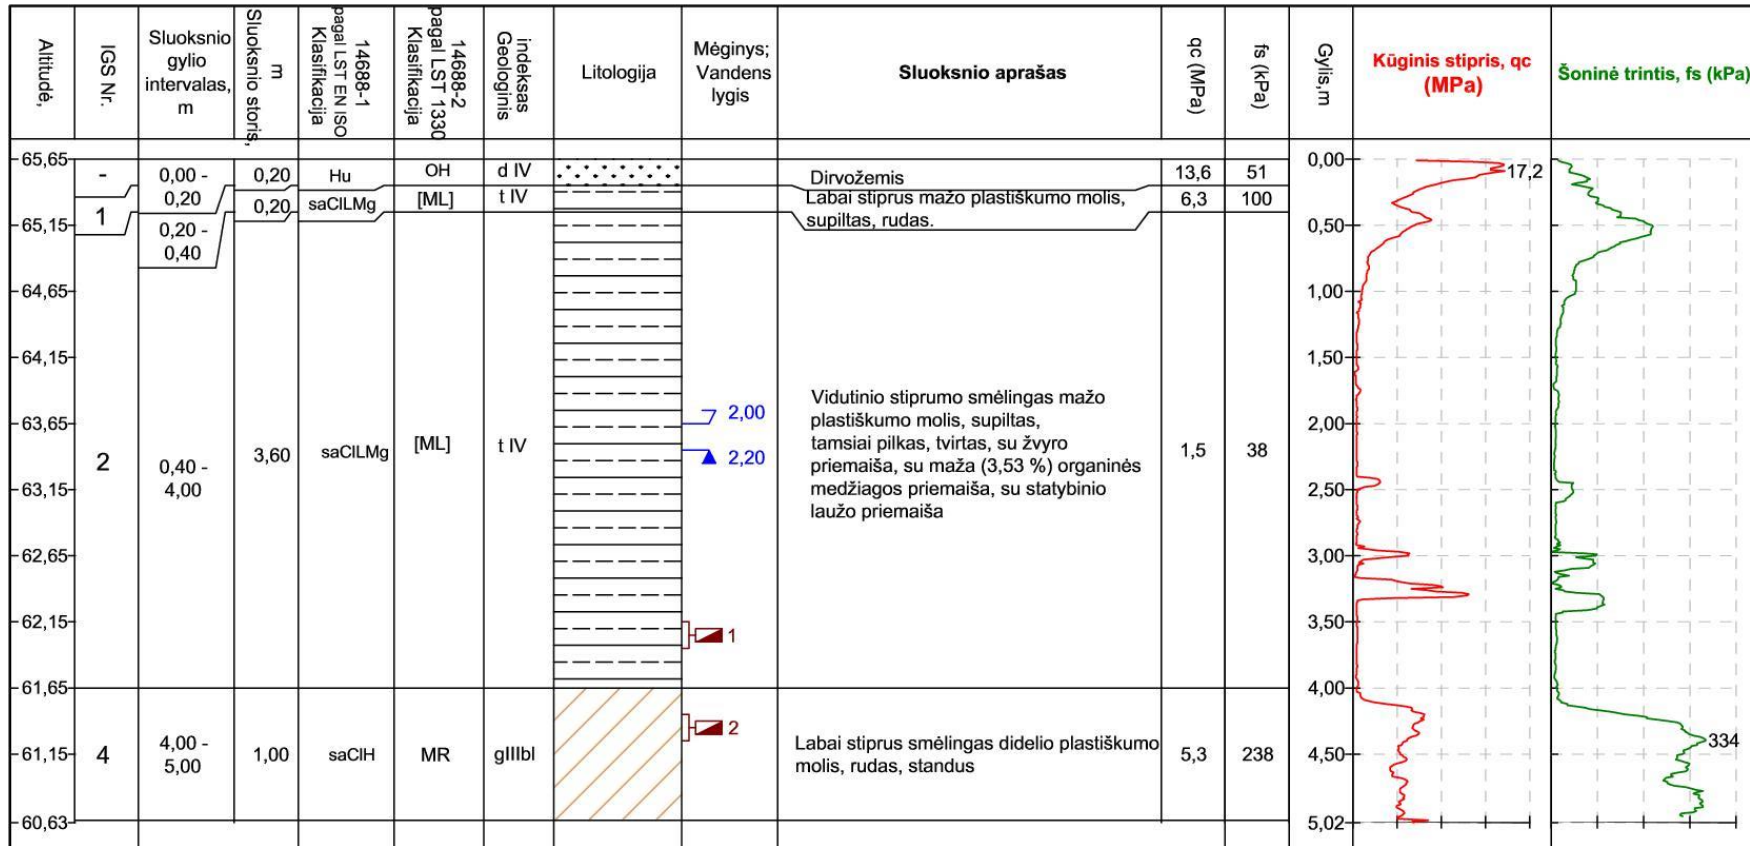 Altitudė,
IGS Nr.
Sluoksnio
gylio
intervalas,
m
Sluoksnio storis,
m
Klasifikacija
pagal LST EN ISO
14688-1
Klasifikacija
pagal LST 1330
14688-2
Geologinis
indeksas
Litologija
Mėginys;
Vandens
lygis
Sluoksnio aprašas
qc (MPa)
fs (kPa)
Gylis,m
Kūginis stipris, qc
(MPa)
Šoninė trintis, fs (kPa)
65,65
65,15
64,65
64,15
63,65
63,15
62,65
62,15
61,65
61,15
60,63
-
0,00 -
0,20
0,20
Hu
OH
d IV
Dirvožemis
13,6
51
1
0,20 -
0,40
0,20
saClLMg
[ML]
t IV
Labai stiprus mažo plastiškumo molis,
supiltas, rudas.
6,3
100
2
0,40 -
4,00
3,60
saClLMg
[ML]
t IV
2,00
2,20
1
Vidutinio stiprumo smėlingas mažo
plastiškumo molis, supiltas,
tamsiai pilkas, tvirtas, su žvyro
priemaiša, su maža (3,53 %) organinės
medžiagos priemaiša, su statybinio
laužo priemaiša
1,5
38
4
4,00 -
5,00
1,00
saClH
MR
gIIIbl
2
Labai stiprus smėlingas didelio plastiškumo
molis, rudas, standus
5,3
238
0,00
0,50
1,00
1,50
2,00
2,50
3,00
3,50
4,00
4,50
5,02
17,2
334